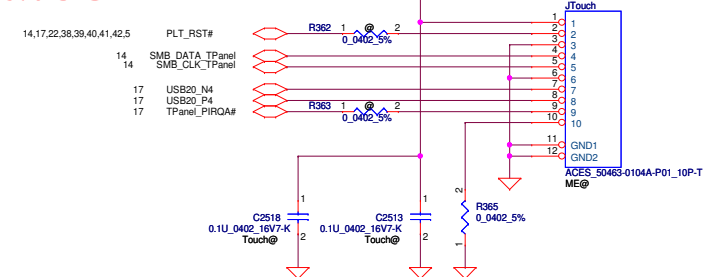 JTouch
14,17,22,38,39,40,41,42,5 PLT_RST# R362 1 @ 2
0_0402_5%
14 SMB_DATA_TPanel
14 SMB_CLK_TPanel
17 USB20_N4
17 USB20_P4
17 TPanel_PIRQA# R363 1 @ 2
0_0402_5%
1 1
2 2
3 3
4 4
5 5
6 6
7 7
8 8
9 9
10 10
11 GND1
12 GND2
ACES_50463-0104A-P01_10P-T
ME@
1
C2518
0.1U_0402_16V7-K
Touch@
2
1
C2513
0.1U_0402_16V7-K
Touch@
2
2
R365
0_0402_5%
1